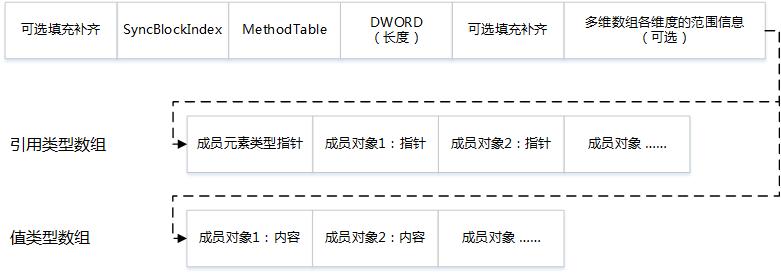 可选填充补齐
SyncBlockIndex
MethodTable
DWORD
（长度）
可选填充补齐
多维数组各维度的范围信息
（可选）
引用类型数组
成员元素类型指针
成员对象1：指针
成员对象2：指针
成员对象 ......
值类型数组
成员对象1：内容
成员对象2：内容
成员对象 ......